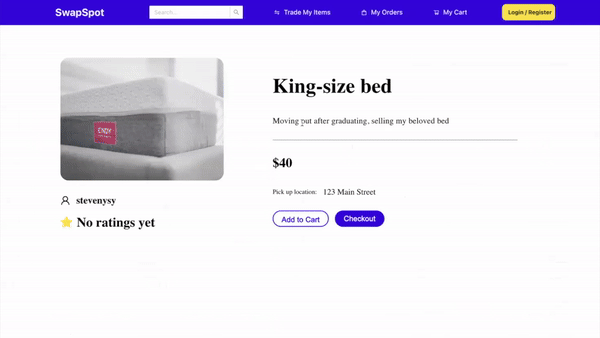 SwapSpot
Search...
Trade My Items
My Orders
My Cart
Login / Register
ENDY
King-size bed
Moving put after graduating, selling my beloved bed
$40
Pick up location: 123 Main Street
Add to Cart
Checkout
stevenysy
No ratings yet